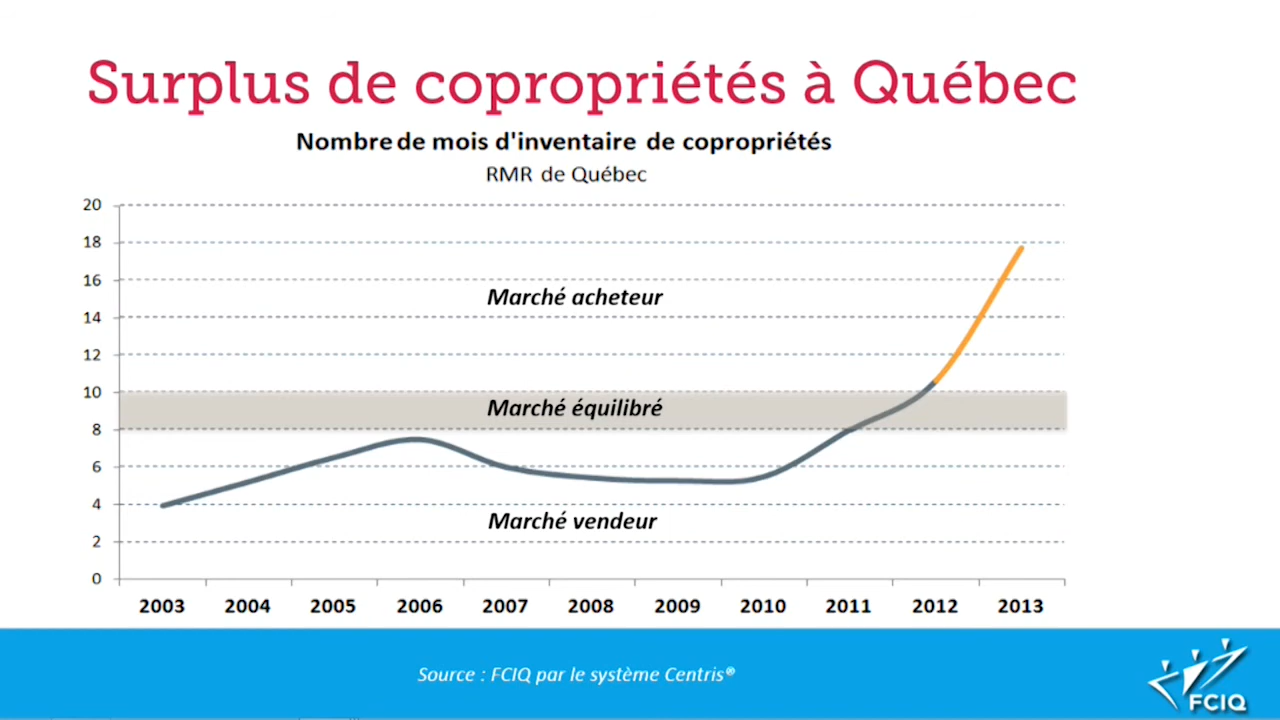 Surplus de copropriétés à Québec
Nombre de mois d'inventaire de copropriétés
RMR de Québec
20
18
16
Marché acheteur
14
12
10
Marché équilibré
8
6
4
Marché vendeur
2
0
2003 2004 2005 2006 2007 2008 2009 2010 2011 2012 2013
Source : FCIQ par le système Centris®
FCIQ